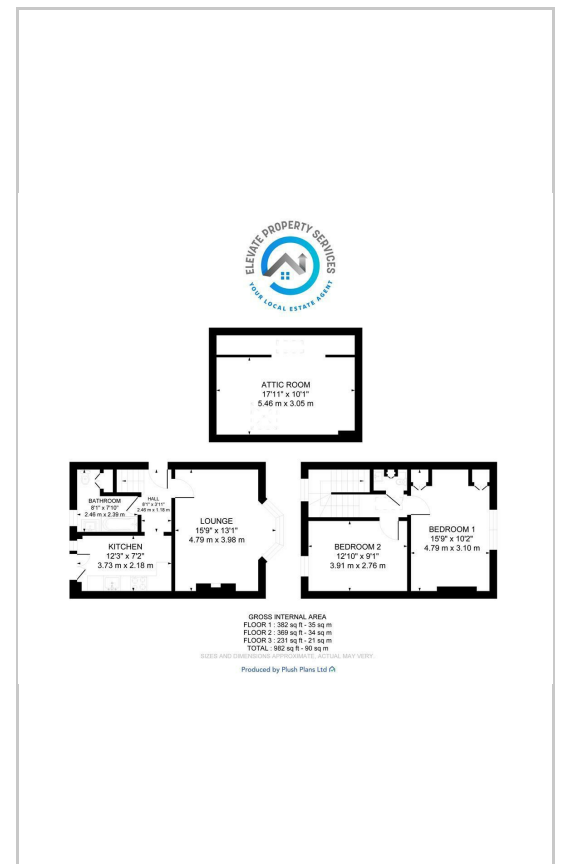 ELEVATE PROPERTY SERVICES
YOUR LOCAL ESTATE AGENT
ATTIC ROOM
17'11" x 10'1"
5.46 m x 3.05 m
BATHROOM
8'1" x 7'10"
2.46 m x 2.39 m
HALL
8'1" x 3'11"
2.46 m x 1.18 m
KITCHEN
12'3" x 7'2"
3.73 m x 2.18 m
LOUNGE
15'9" x 13'1"
4.79 m x 3.98 m
BEDROOM 2
12'10" x 9'1"
3.91 m x 2.76 m
BEDROOM 1
15'9" x 10'2"
4.79 m x 3.10 m
GROSS INTERNAL AREA
FLOOR 1 : 382 sq ft - 35 sq m
FLOOR 2 : 369 sq ft - 34 sq m
FLOOR 3 : 231 sq ft - 21 sq m
TOTAL : 982 sq ft - 90 sq m
SIZES AND DIMENSIONS APPROXIMATE, ACTUAL MAY VERY.
Produced by Plush Plans Ltd